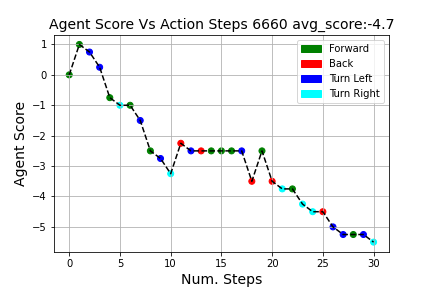 Agent Score Vs Action Steps 6660 avg_score:-4.7
1
0
−1
−2
−3
−4
−5
Agent Score
Forward
Back
Turn Left
Turn Right
0 5 10 15 20 25 30
Num. Steps